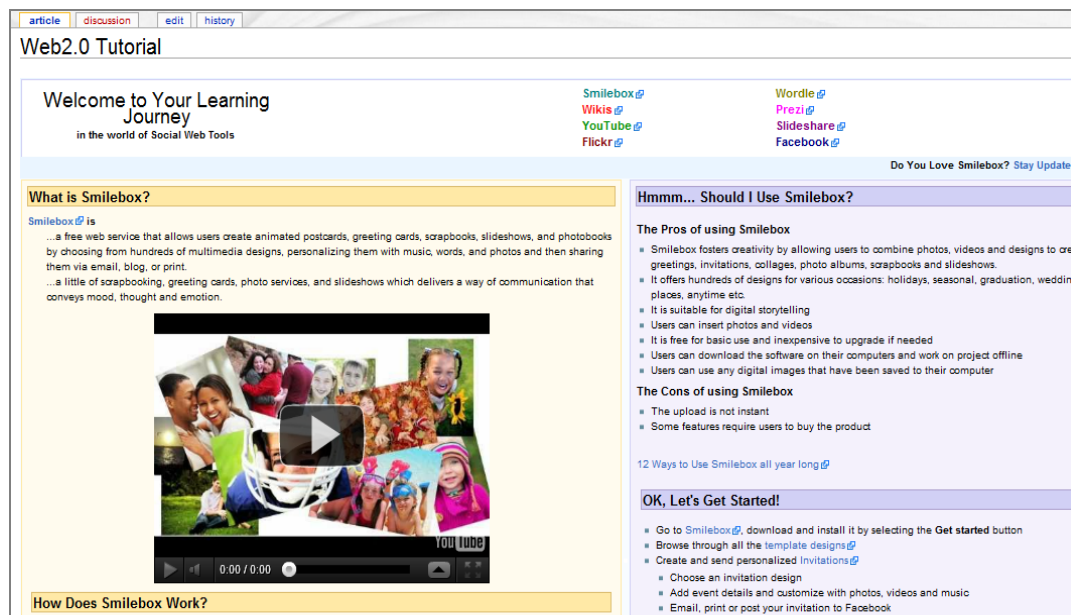 article discussion edit history
Web2.0 Tutorial
Welcome to Your Learning
Journey
in the world of Social Web Tools
Smilebox
Wikis
YouTube
Flickr
Wordle
Prezi
Slideshare
Facebook
Do You Love Smilebox? Stay Update
What is Smilebox?
Smilebox is
...a free web service that allows users create animated postcards, greeting cards, scrapbooks, slideshows, and photobooks
by choosing from hundreds of multimedia designs, personalizing them with music, words, and photos and then sharing
them via email, blog, or print.
...a little of scrapbooking, greeting cards, photo services, and slideshows which delivers a way of communication that
conveys mood, thought and emotion.
YouTube
0:00 / 0:00
How Does Smilebox Work?
Hmmm... Should I Use Smilebox?
The Pros of using Smilebox
Smilebox fosters creativity by allowing users to combine photos, videos and designs to cre
greetings, invitations, collages, photo albums, scrapbooks and slideshows.
It offers hundreds of designs for various occasions: holidays, seasonal, graduation, weddin
places, anytime etc.
It is suitable for digital storytelling
Users can insert photos and videos
It is free for basic use and inexpensive to upgrade if needed
Users can download the software on their computers and work on project offline
Users can use any digital images that have been saved to their computer
The Cons of using Smilebox
The upload is not instant
Some features require users to buy the product
12 Ways to Use Smilebox all year long
OK, Let's Get Started!
Go to Smilebox, download and install it by selecting the Get started button
Browse through all the template designs
Create and send personalized Invitations
Choose an invitation design
Add event details and customize with photos, videos and music
Email, print or post your invitation to Facebook